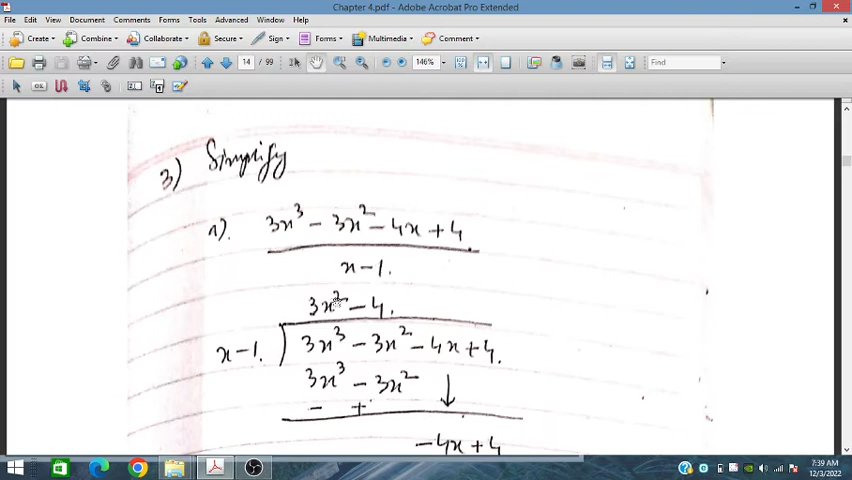 Chapter 4.pdf - Adobe Acrobat Pro Extended
File Edit View Document Comments Forms Tools Advanced Window Help
Create Combine Collaborate Secure Sign Forms Multimedia Comment
14 / 99 146% Find
3) Simplify
1). 3x³ - 3x² - 4x + 4
x - 1.
3x² - 4.
x - 1. ) 3x³ - 3x² - 4x + 4.
3x³ - 3x² ↓
- +
- 4x + 4
7:39 AM
12/3/2022